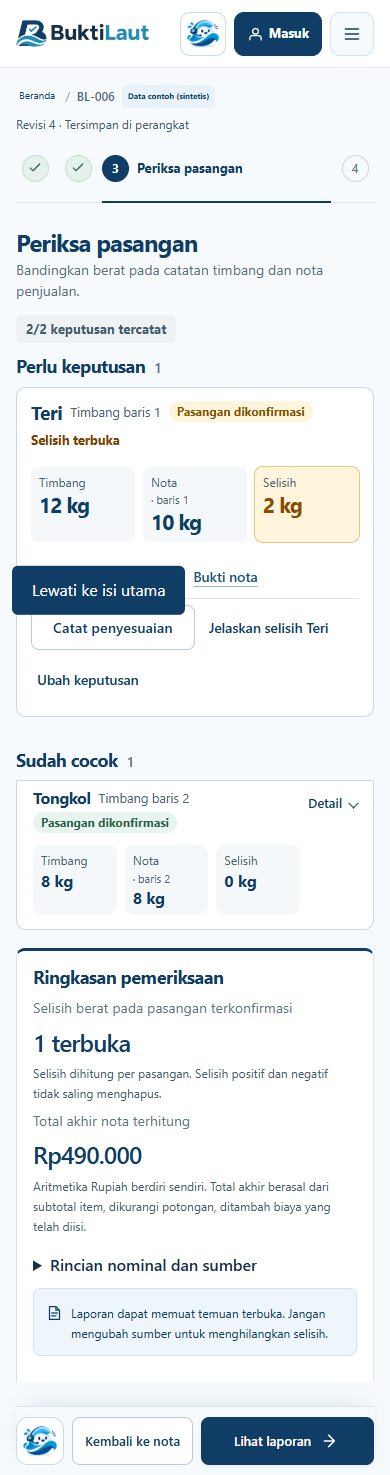 BuktiLaut
Masuk
Beranda / BL-006 Data contoh (sintetis)
Revisi 4 · Tersimpan di perangkat
3 Periksa pasangan 4
Periksa pasangan
Bandingkan berat pada catatan timbang dan nota
penjualan.
2/2 keputusan tercatat
Perlu keputusan 1
Teri Timbang baris 1 Pasangan dikonfirmasi
Selisih terbuka
Timbang
12 kg
Nota
· baris 1
10 kg
Selisih
2 kg
Bukti nota
Lewati ke isi utama
Catat penyesuaian Jelaskan selisih Teri
Ubah keputusan
Sudah cocok 1
Tongkol Timbang baris 2
Pasangan dikonfirmasi
Detail
Timbang
8 kg
Nota
· baris 2
8 kg
Selisih
0 kg
Ringkasan pemeriksaan
Selisih berat pada pasangan terkonfirmasi
1 terbuka
Selisih dihitung per pasangan. Selisih positif dan negatif
tidak saling menghapus.
Total akhir nota terhitung
Rp490.000
Aritmetika Rupiah berdiri sendiri. Total akhir berasal dari
subtotal item, dikurangi potongan, ditambah biaya yang
telah diisi.
Rincian nominal dan sumber
Laporan dapat memuat temuan terbuka. Jangan
mengubah sumber untuk menghilangkan selisih.
Kembali ke nota
Lihat laporan